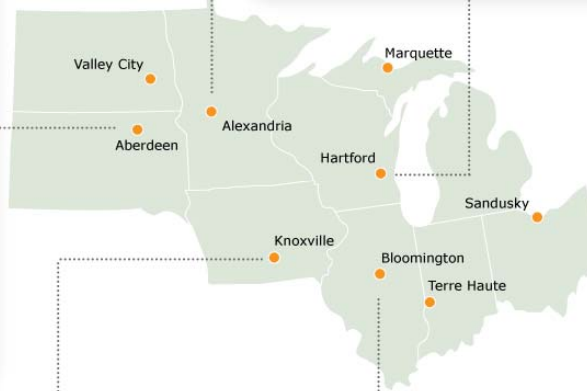 Marquette
Valley City
Alexandria
Aberdeen
Hartford
Sandusky
Knoxville
Bloomington
Terre Haute